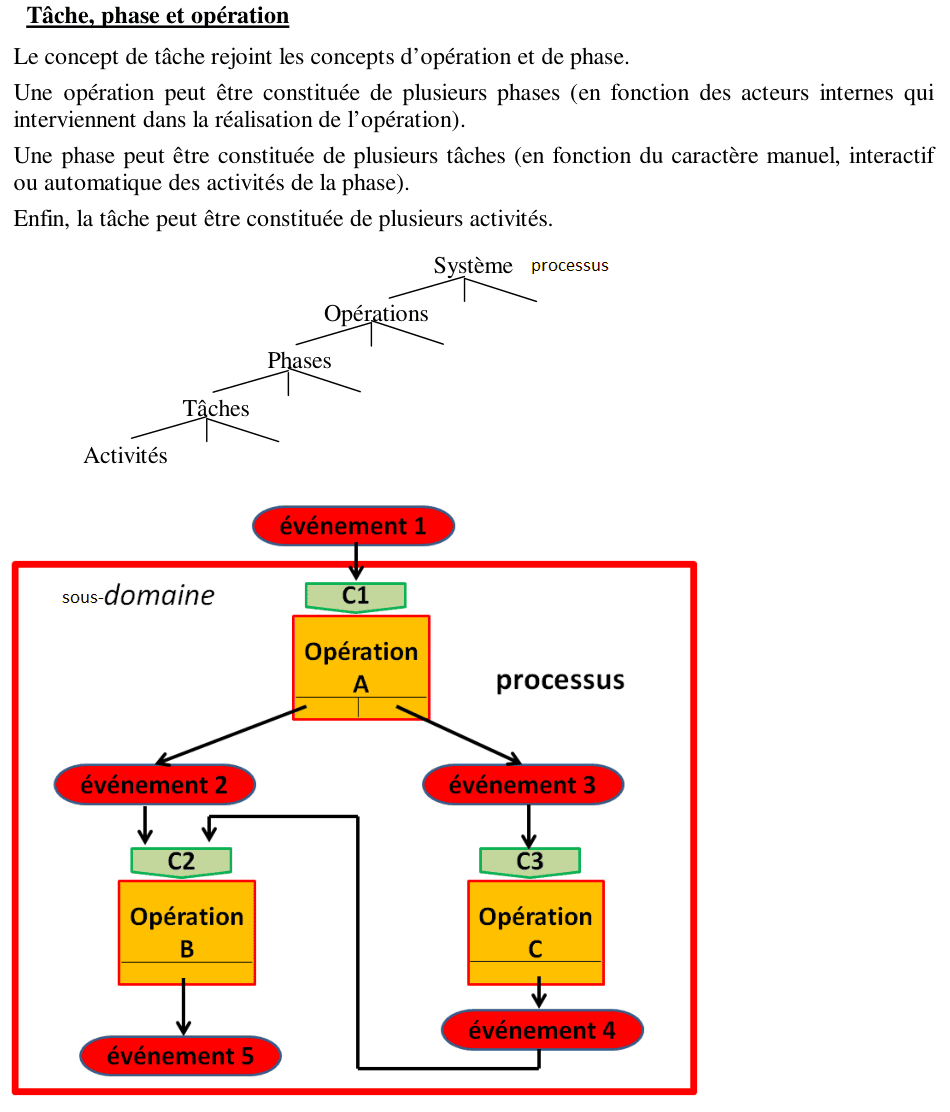 Tâche, phase et opération
Le concept de tâche rejoint les concepts d’opération et de phase.
Une opération peut être constituée de plusieurs phases (en fonction des acteurs internes qui
interviennent dans la réalisation de l’opération).
Une phase peut être constituée de plusieurs tâches (en fonction du caractère manuel, interactif
ou automatique des activités de la phase).
Enfin, la tâche peut être constituée de plusieurs activités.
Système processus
Opérations
Phases
Tâches
Activités
événement 1
sous-domaine
C1
Opération
A
processus
événement 2
événement 3
C2
C3
Opération
B
Opération
C
événement 4
événement 5